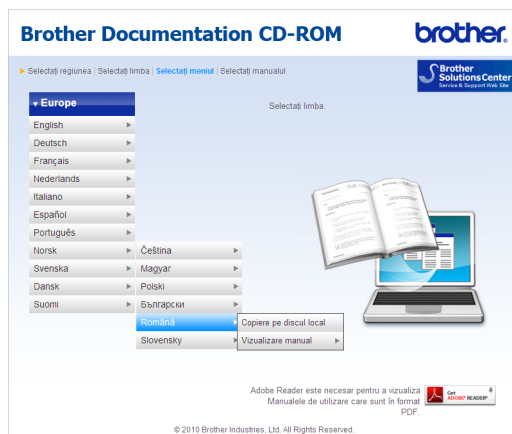 Brother Documentation CD-ROM
brother.
Selectați regiunea | Selectați limba | Selectați meniul | Selectați manualul
Brother
SolutionsCenter
Service & Support Web Site
Europe
Selectați limba.
English
Deutsch
Français
Nederlands
Italiano
Español
Português
Norsk
Čeština
Svenska
Magyar
Dansk
Polski
Suomi
Български
Română
Copiere pe discul local
Slovensky
Vizualizare manual
Adobe Reader este necesar pentru a vizualiza
Manualele de utilizare care sunt în format
PDF.
Get
ADOBE® READER®
© 2010 Brother Industries, Ltd. All Rights Reserved.